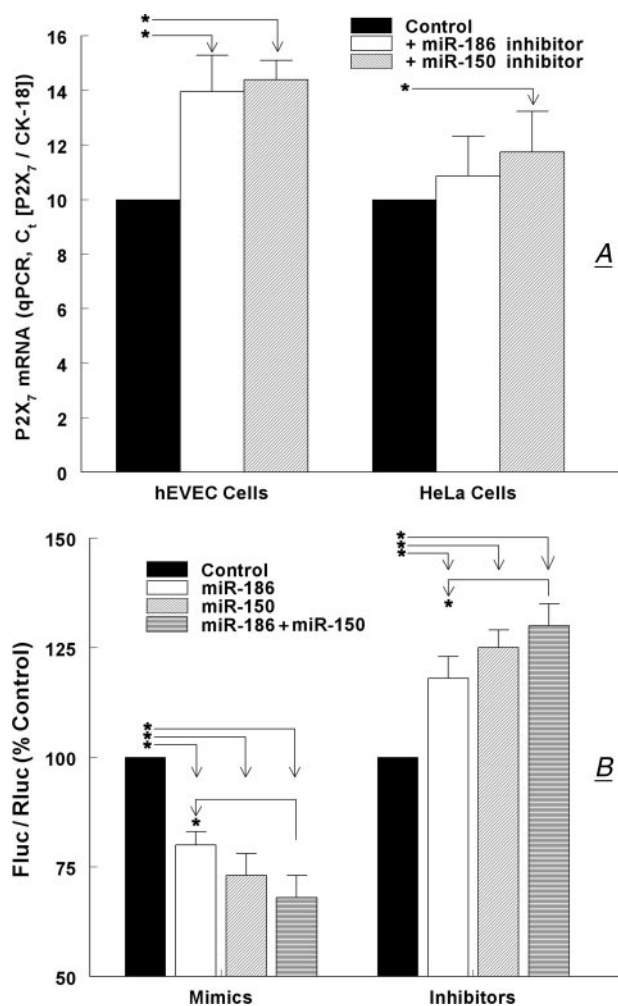 Control
+ miR-186 inhibitor
+ miR-150 inhibitor
*
*
*
P2X7 mRNA (qPCR, Ct [P2X7 / CK-18])
16
14
12
10
8
6
4
2
0
hEVEC Cells
HeLa Cells
A
Control
miR-186
miR-150
miR-186 + miR-150
*
*
*
*
*
*
*
*
Fluc / Rluc (% Control)
150
125
100
75
50
Mimics
Inhibitors
B